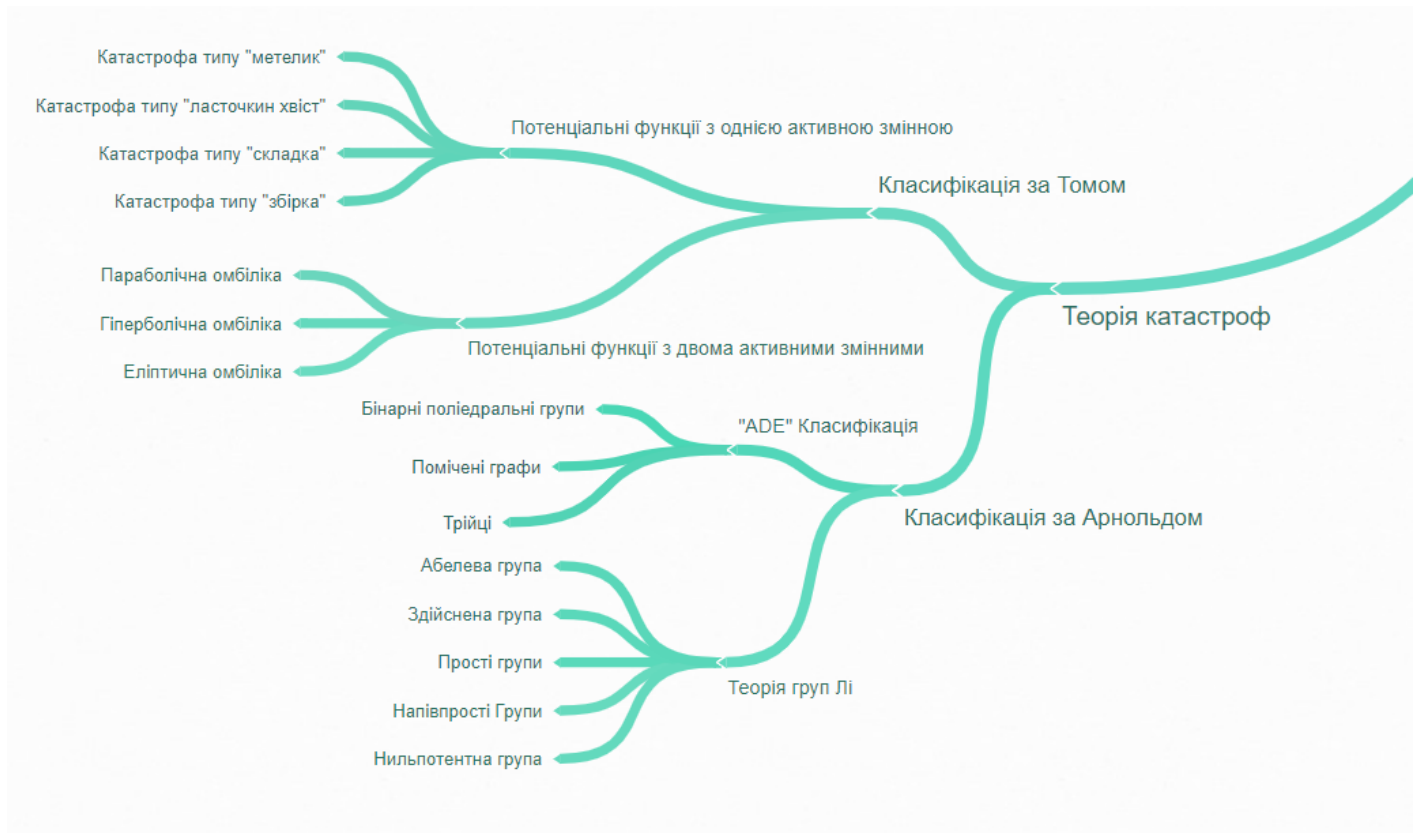 Катастрофа типу "метелик"
Катастрофа типу "ласточкин хвіст"
Катастрофа типу "складка"
Катастрофа типу "збірка"
Потенціальні функції з однією активною змінною
Класифікація за Томом
Параболічна омбіліка
Гіперболічна омбіліка
Еліптична омбіліка
Потенціальні функції з двома активними змінними
Теорія катастроф
Бінарні поліедральні групи
Помічені графи
Трійці
"ADE" Класифікація
Класифікація за Арнольдом
Абелева група
Здійснена група
Прості групи
Напівпрості Групи
Нильпотентна група
Теорія груп Лі